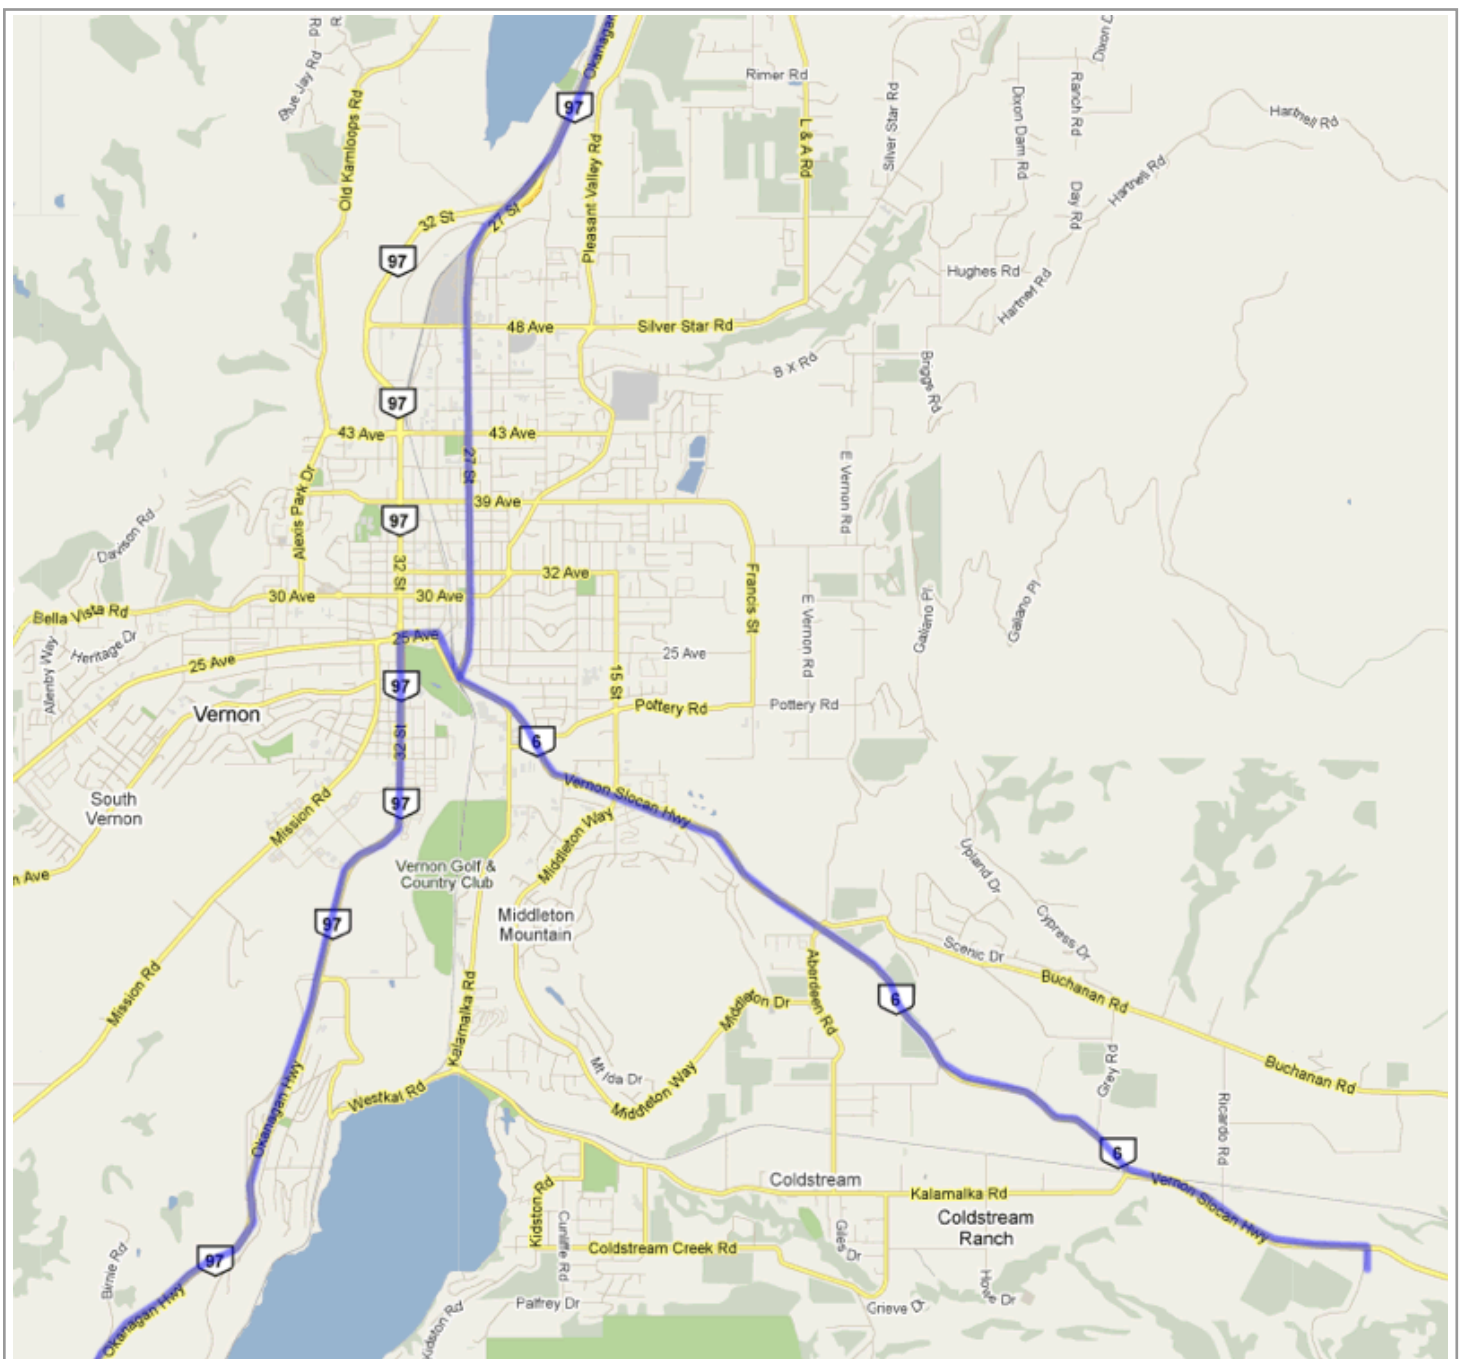 Rd
R
Okanagan
Dixon D
Blue Jay Rd
Rimer Rd
97
Old Kamloops Rd
Pleasant Valley Rd
L & A Rd
Silver Star Rd
Dixon Dam Rd
Ranch Rd
Hartnell Rd
Hartnell Rd
Day Rd
32 St
27 St
97
Hughes Rd
Hartnell Rd
48 Ave
Silver Star Rd
B X Rd
Briggs Rd
97
43 Ave
43 Ave
27 St
E Vernon Rd
Alexis Park Dr
39 Ave
97
Davison Rd
32 St
32 Ave
Francis St
30 Ave
30 Ave
E Vernon Rd
Galiano Pl
Galiano Pl
Bella Vista Rd
Heritage Dr
Allenby Way
25 Ave
25 Ave
25 Ave
15 St
97
Vernon
Pottery Rd
Pottery Rd
32 St
6
Vernon Slocan Hwy
South
Vernon
Mission Rd
97
Middleton Way
n Ave
Vernon Golf &
Country Club
Upland Dr
97
Middleton
Mountain
Cypress Dr
Scenic Dr
Mission Rd
Kalamalka Rd
Middleton Dr
Aberdeen Rd
6
Buchanan Rd
Mt Ida Dr
Middleton Way
Grey Rd
Buchanan Rd
Westkal Rd
Okanagan Hwy
Ricardo Rd
6
Coldstream
Kalamalka Rd
Vernon Slocan Hwy
Kidston Rd
Cunliffe Rd
Coldstream
Ranch
Coldstream Creek Rd
Giles Dr
97
Birnie Rd
Okanagan Hwy
Howe Dr
Palfrey Dr
Grieve D
Kidston Rd